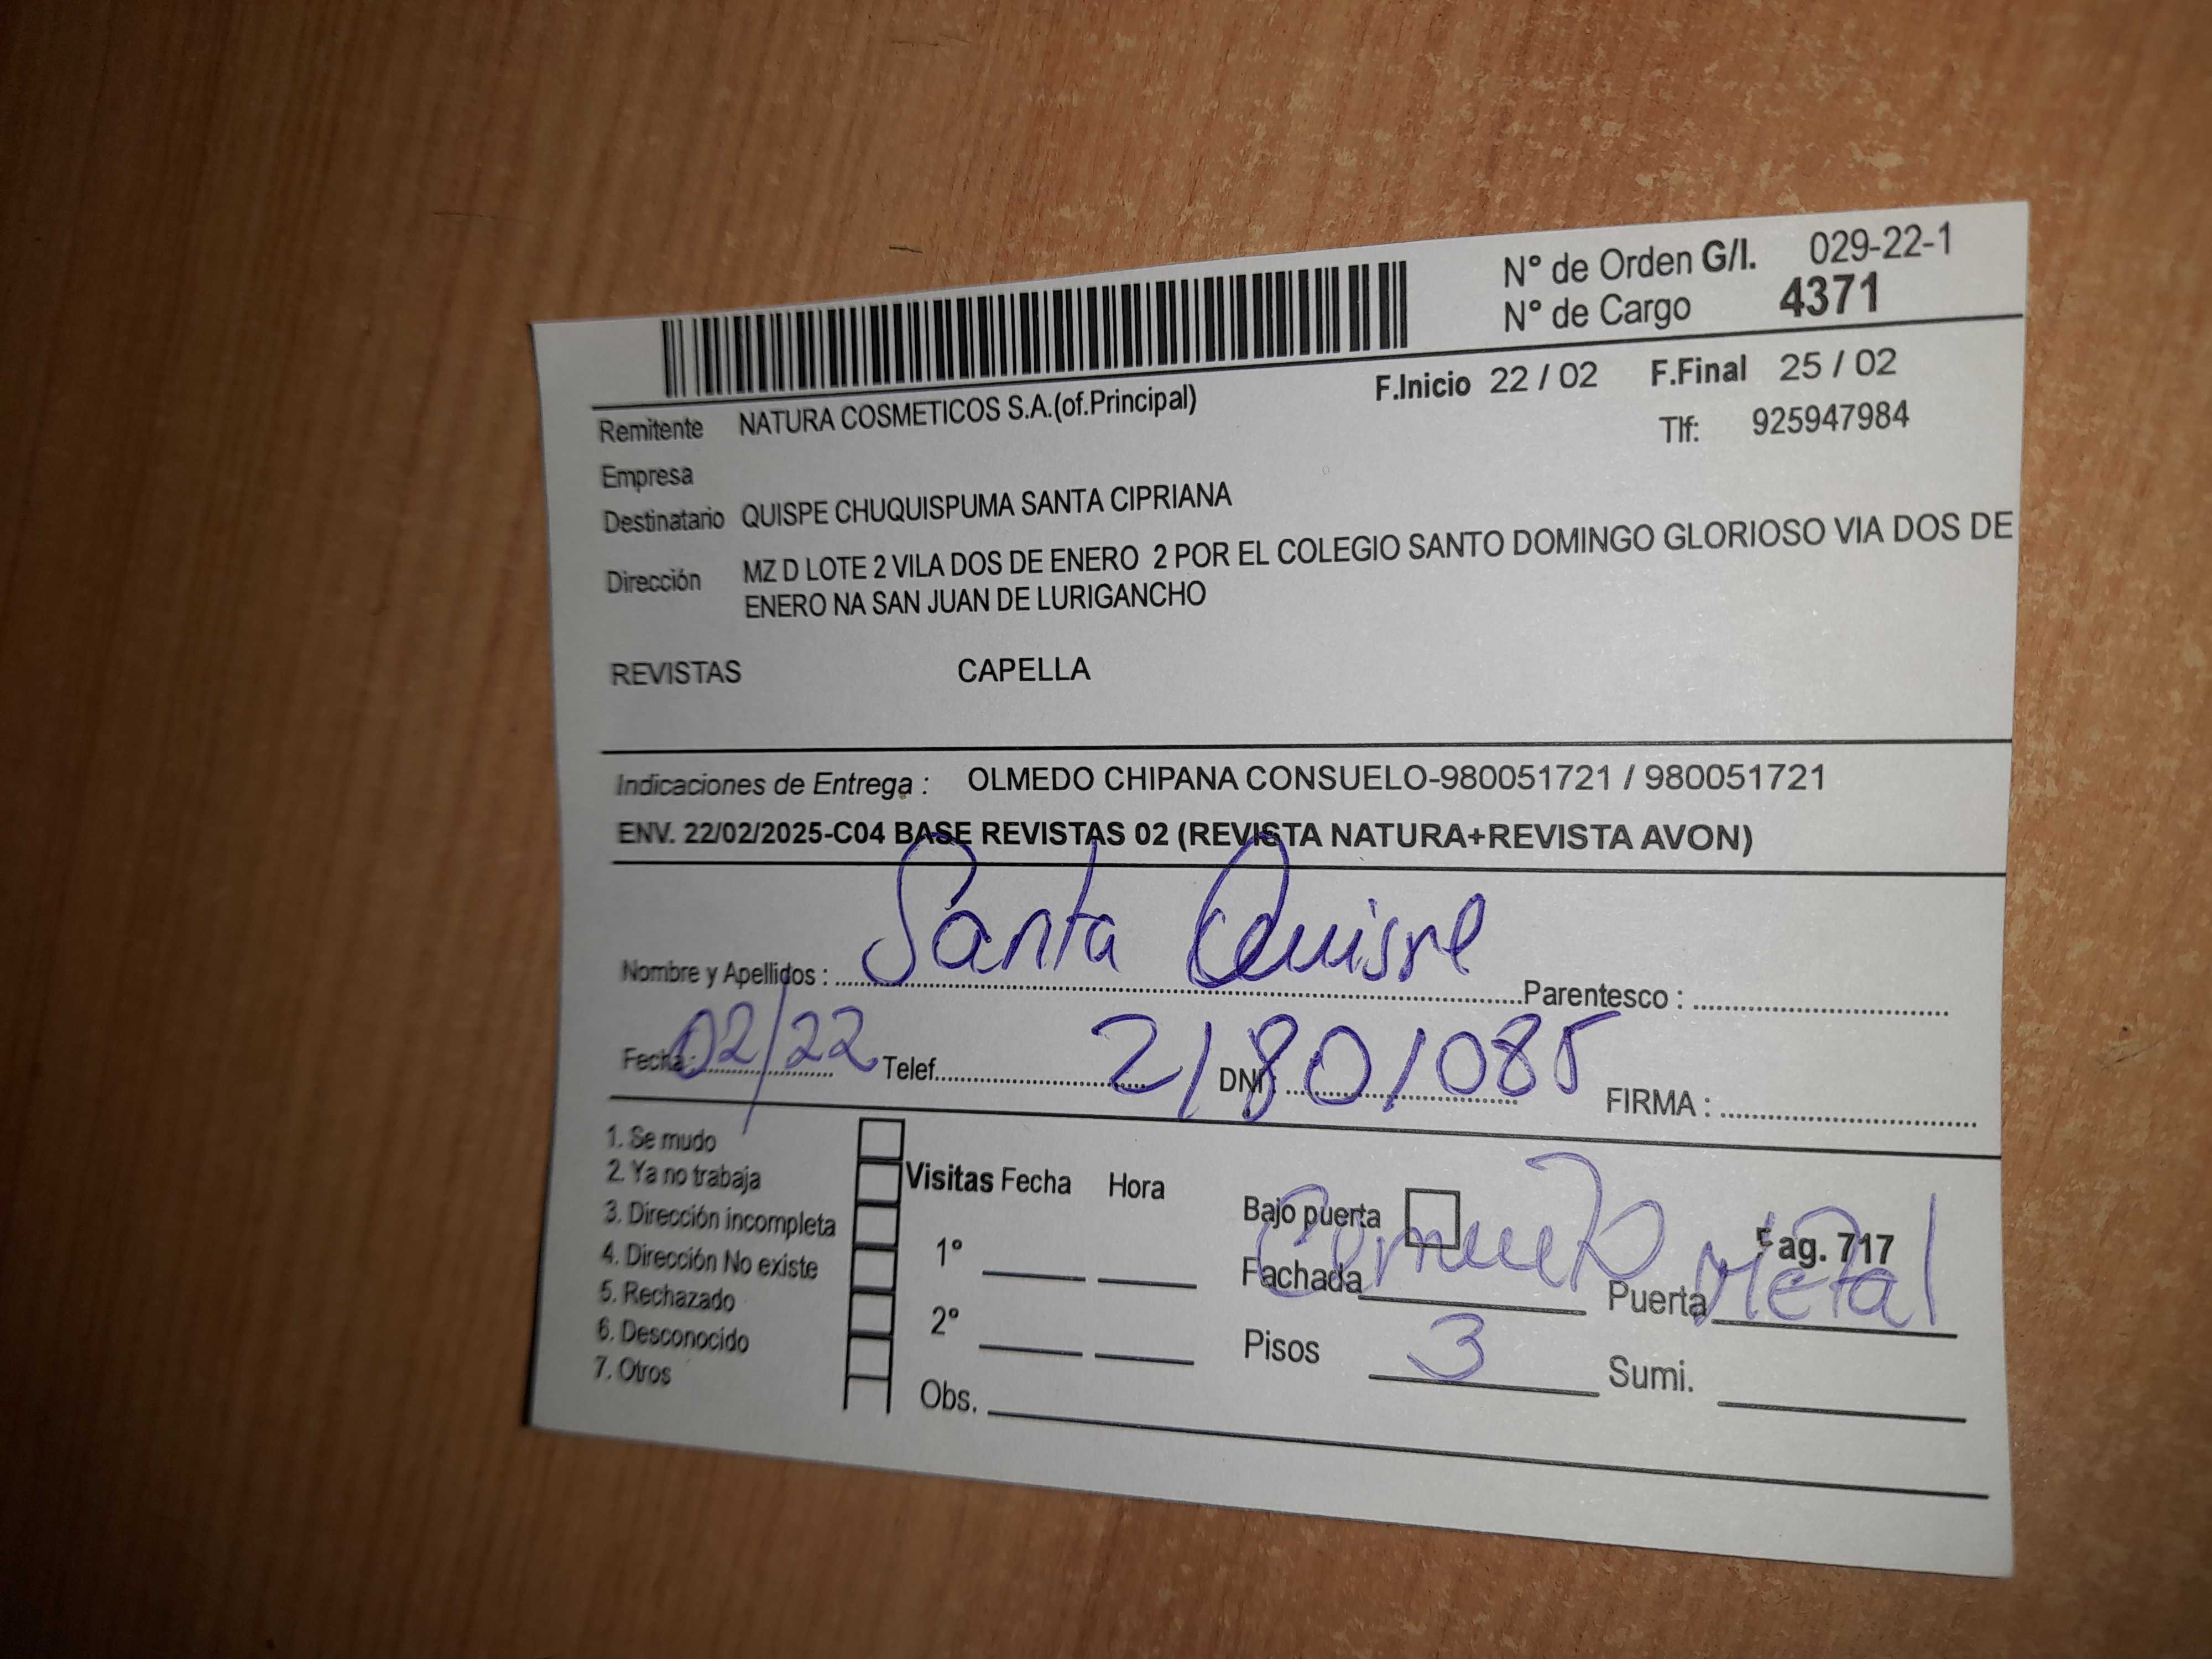 N° de Orden G/I. 029-22-1
N° de Cargo 4371
F.Inicio 22 / 02 F.Final 25 / 02
Remitente NATURA COSMETICOS S.A.(of.Principal)
Tlf: 925947984
Empresa
Destinatario QUISPE CHUQUISPUMA SANTA CIPRIANA
Dirección MZ D LOTE 2 VILA DOS DE ENERO 2 POR EL COLEGIO SANTO DOMINGO GLORIOSO VIA DOS DE
ENERO NA SAN JUAN DE LURIGANCHO
REVISTAS CAPELLA
Indicaciones de Entrega : OLMEDO CHIPANA CONSUELO-980051721 / 980051721
ENV. 22/02/2025-C04 BASE REVISTAS 02 (REVISTA NATURA+REVISTA AVON)
Nombre y Apellidos : Santa Quispe Parentesco :
Fecha: 02/22 Telef. DNI: 21801085 FIRMA :
1. Se mudo
2. Ya no trabaja
3. Dirección incompleta
4. Dirección No existe
5. Rechazado
6. Desconocido
7. Otros
Visitas Fecha Hora
1°
2°
Obs.
Bajo puerta
Pag. 717
Fachada Puerta Metal
Pisos 3 Sumi.